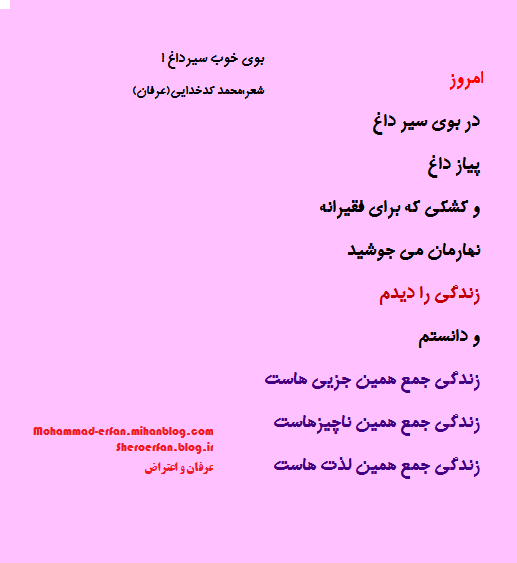 بوی خوب سیرداغ !
شعر:محمد کدخدایی(عرفان)
امروز
در بوی سیر داغ
پیاز داغ
و کشکی که برای فقیرانه
نهارمان می جوشید
زندگی را دیدم
و دانستم
زندگی جمع همین جزیی هاست
زندگی جمع همین ناچیزهاست
زندگی جمع همین لذت هاست
Mohammad-erfan.mihanblog.com
Sheroerfan.blog.ir
عرفان و اعتراض